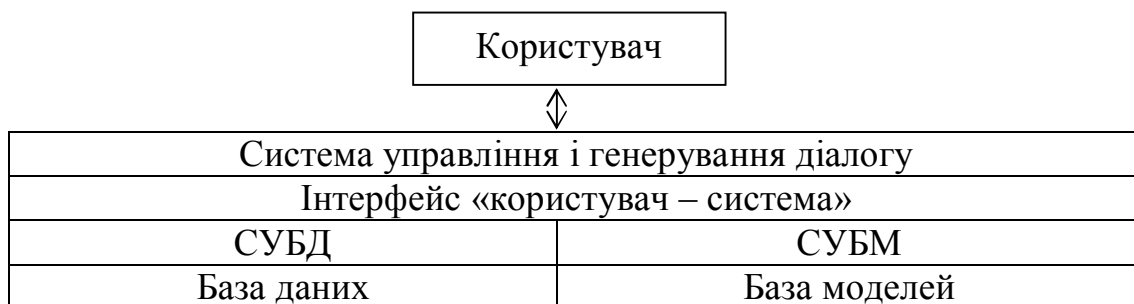 Користувач
Система управління і генерування діалогу
Інтерфейс «користувач – система»
СУБД
СУБМ
База даних
База моделей